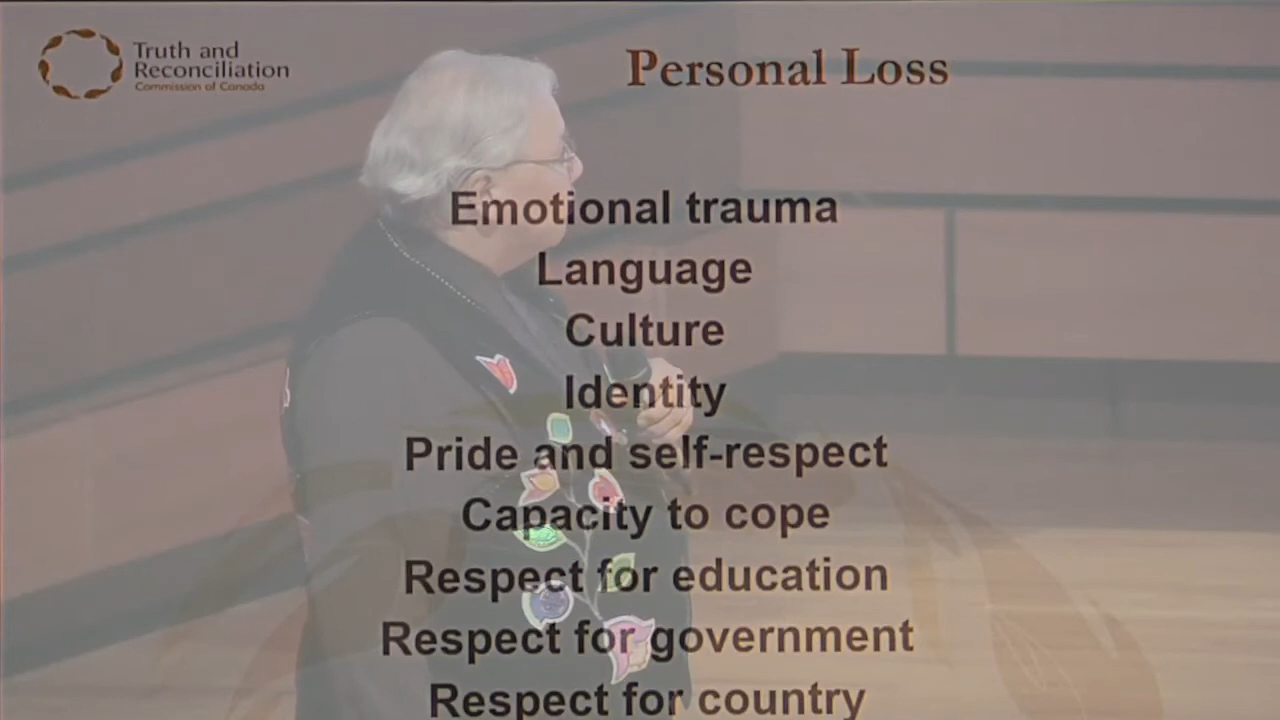 Truth and
Reconciliation
Commission of Canada
Personal Loss
Emotional trauma
Language
Culture
Identity
Pride and self-respect
Capacity to cope
Respect for education
Respect for government
Respect for country